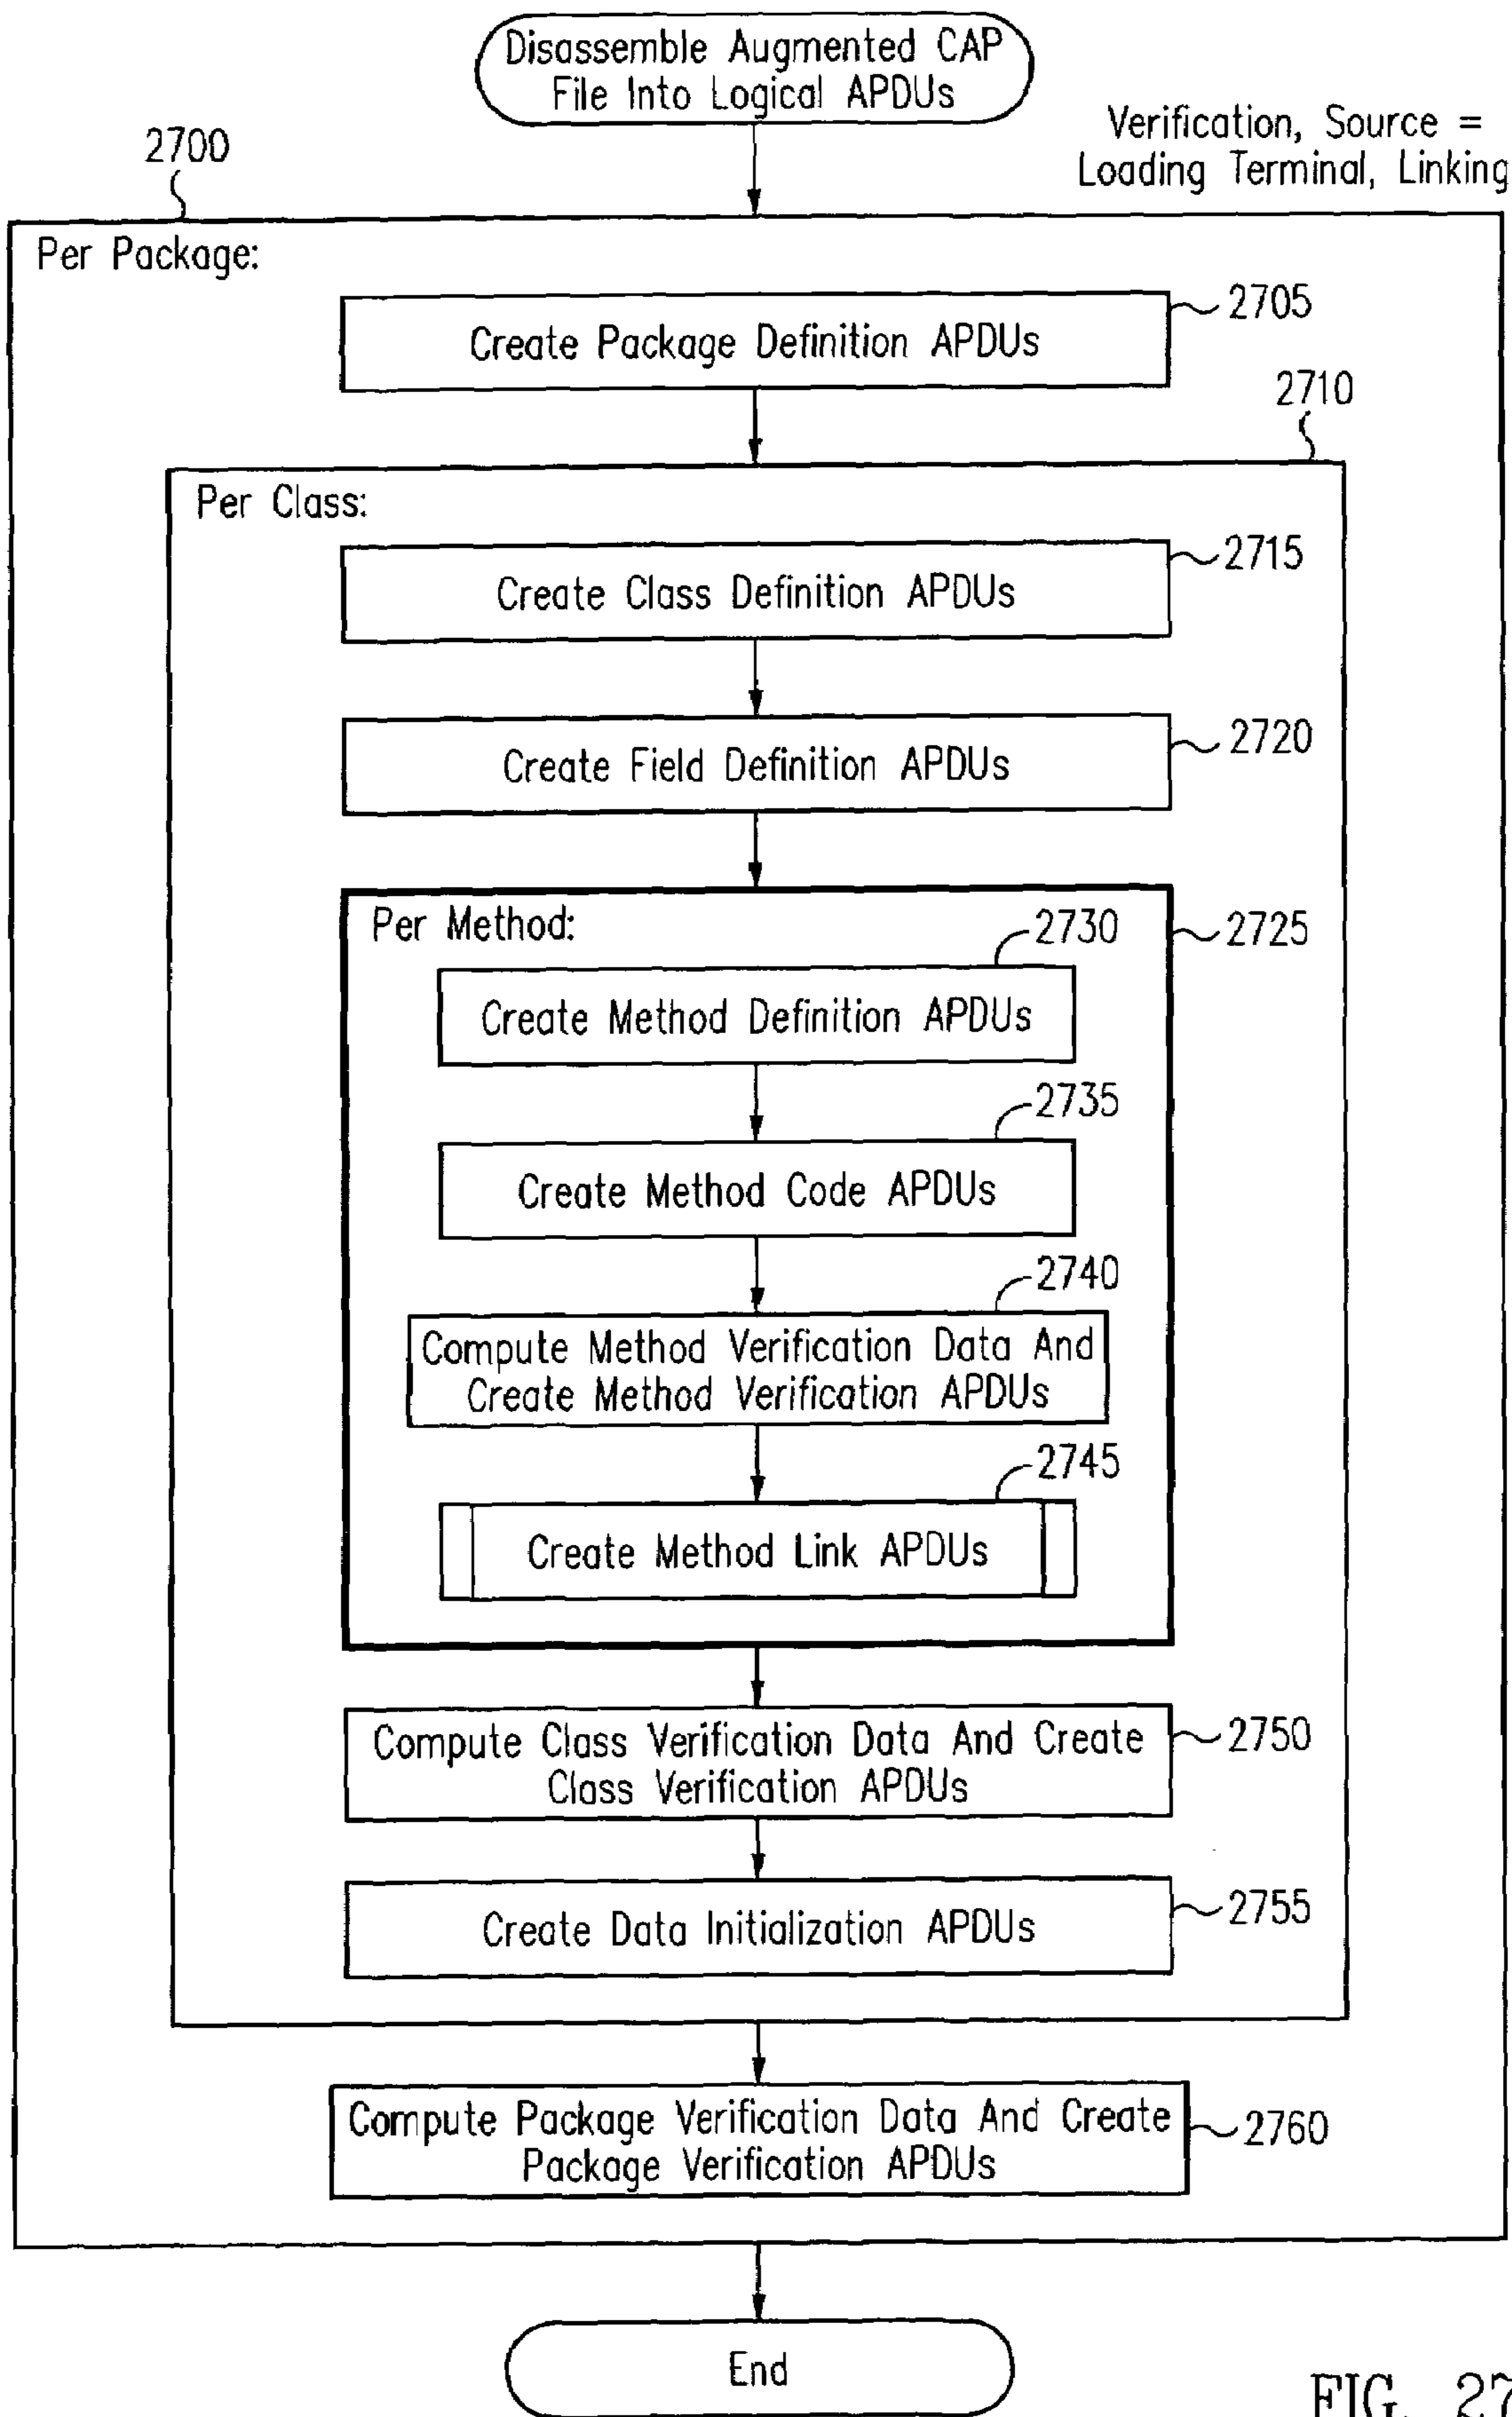 Disassemble Augmented CAP
File Into Logical APDUs
Verification, Source =
Loading Terminal, Linking
2700
Per Package:
2705
Create Package Definition APDUs
2710
Per Class:
2715
Create Class Definition APDUs
2720
Create Field Definition APDUs
2725
Per Method:
2730
Create Method Definition APDUs
2735
Create Method Code APDUs
2740
Compute Method Verification Data And
Create Method Verification APDUs
2745
Create Method Link APDUs
Compute Class Verification Data And Create
Class Verification APDUs
2750
Create Data Initialization APDUs
2755
Compute Package Verification Data And Create
Package Verification APDUs
2760
End
FIG. 27